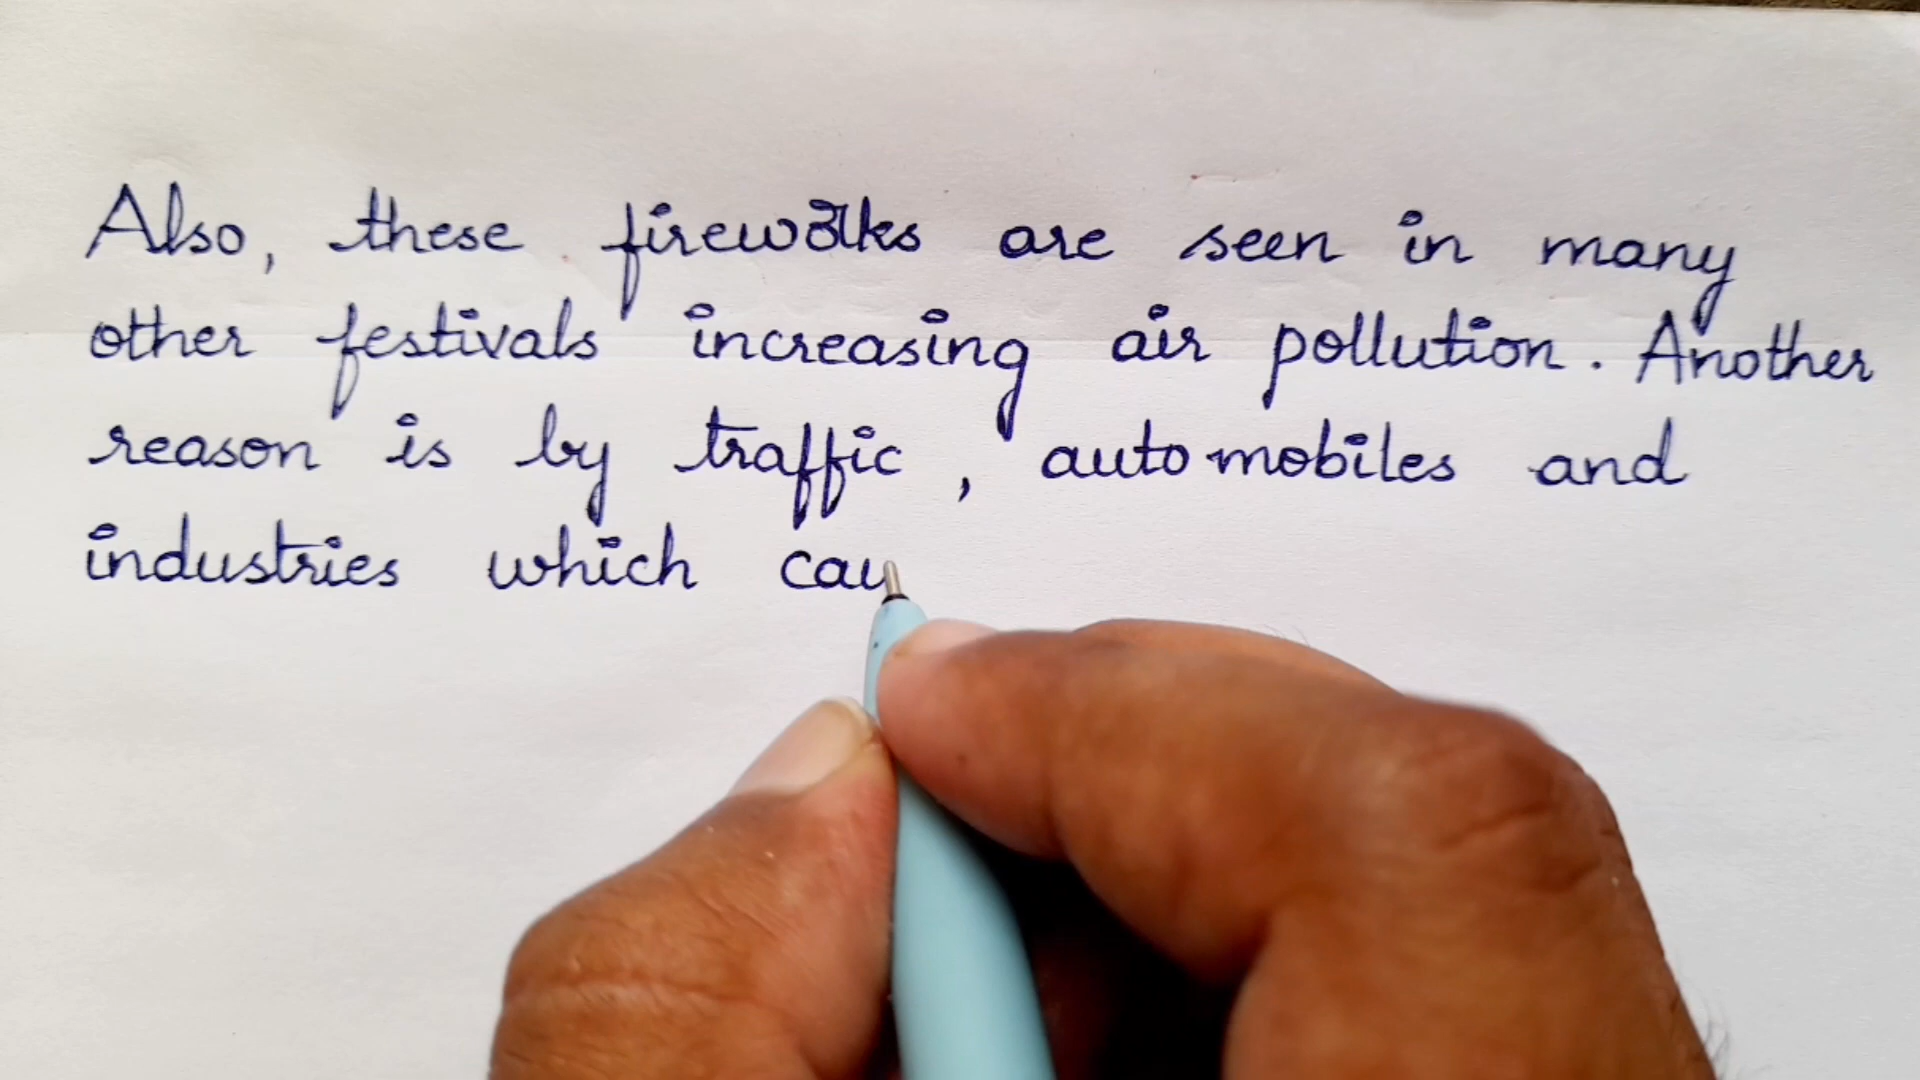 Also, these fireworks are seen in many
other festivals increasing air pollution. Another
reason is by traffic, automobiles and
industries which cau